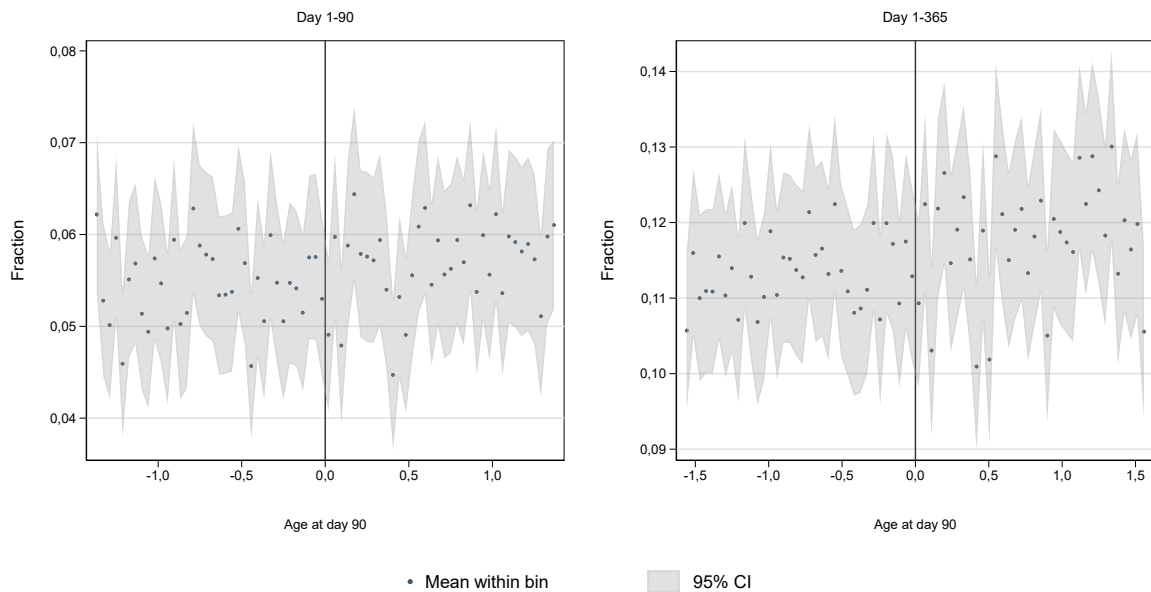 Day 1-90
0,08
0,07
0,06
0,05
0,04
Fraction
-1,0 -0,5 0,0 0,5 1,0
Age at day 90
Day 1-365
0,14
0,13
0,12
0,11
0,10
0,09
Fraction
-1,5 -1,0 -0,5 0,0 0,5 1,0 1,5
Age at day 90
Mean within bin 95% CI